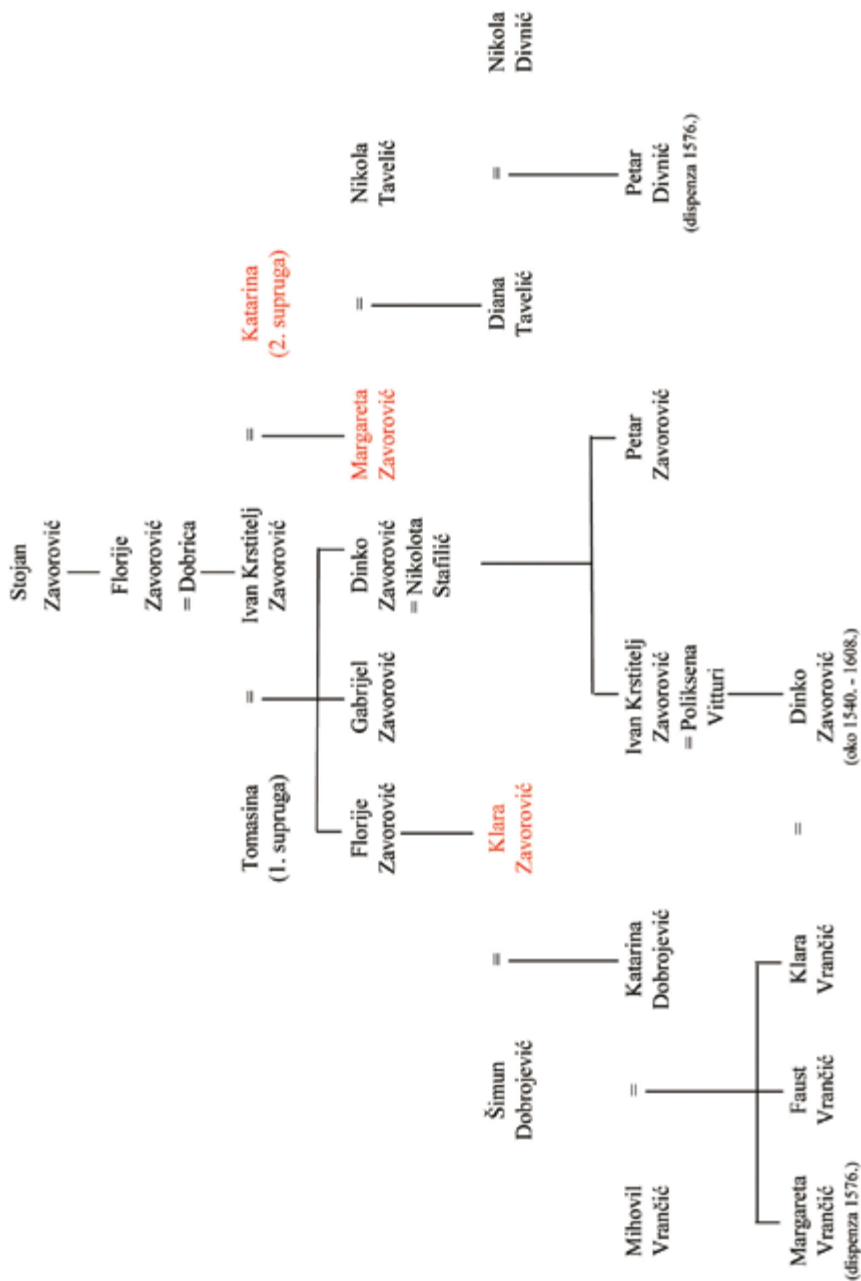 Stojan
Zavorović
Florije
Zavorović
= Dobrica
Tomasina
(1. supruga)
=
Ivan Krstitelj
Zavorović
=
Katarina
(2. supruga)
Florije
Zavorović
Gabrijel
Zavorović
Dinko
Zavorović
= Nikolota
Stafilić
Margareta
Zavorović
=
Nikola
Tavelić
Šimun
Dobrojević
=
Klara
Zavorović
Diana
Tavelić
=
Nikola
Divnić
Mihovil
Vrančić
=
Katarina
Dobrojević
Ivan Krstitelj
Zavorović
= Poliksena
Vitturi
Petar
Zavorović
Petar
Divnić
(dispenza 1576.)
Margareta
Vrančić
(dispenza 1576.)
Faust
Vrančić
Klara
Vrančić
=
Dinko
Zavorović
(oko 1540. - 1608.)